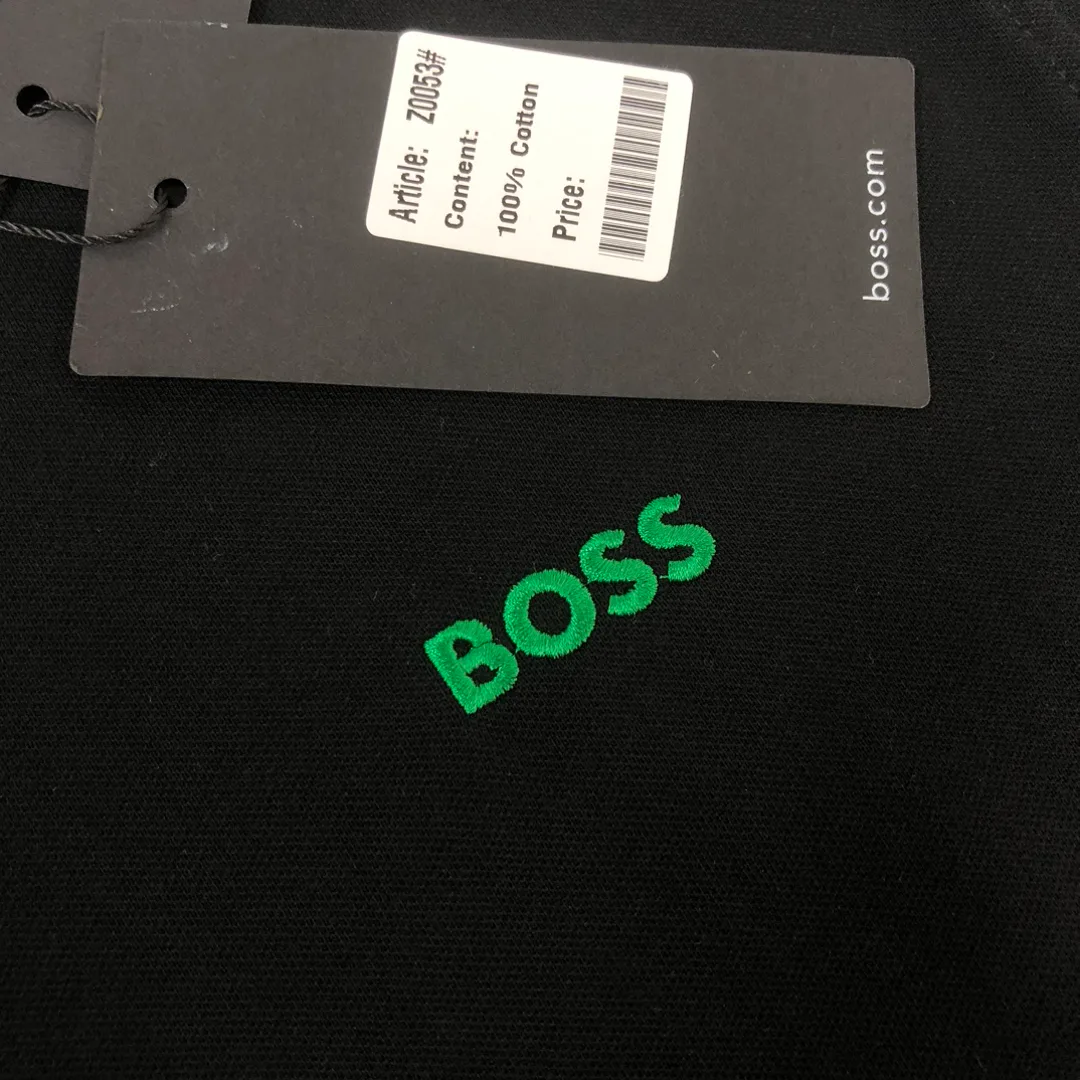 Article: Z0053#
Content:
100% Cotton
Price:
boss.com
BOSS